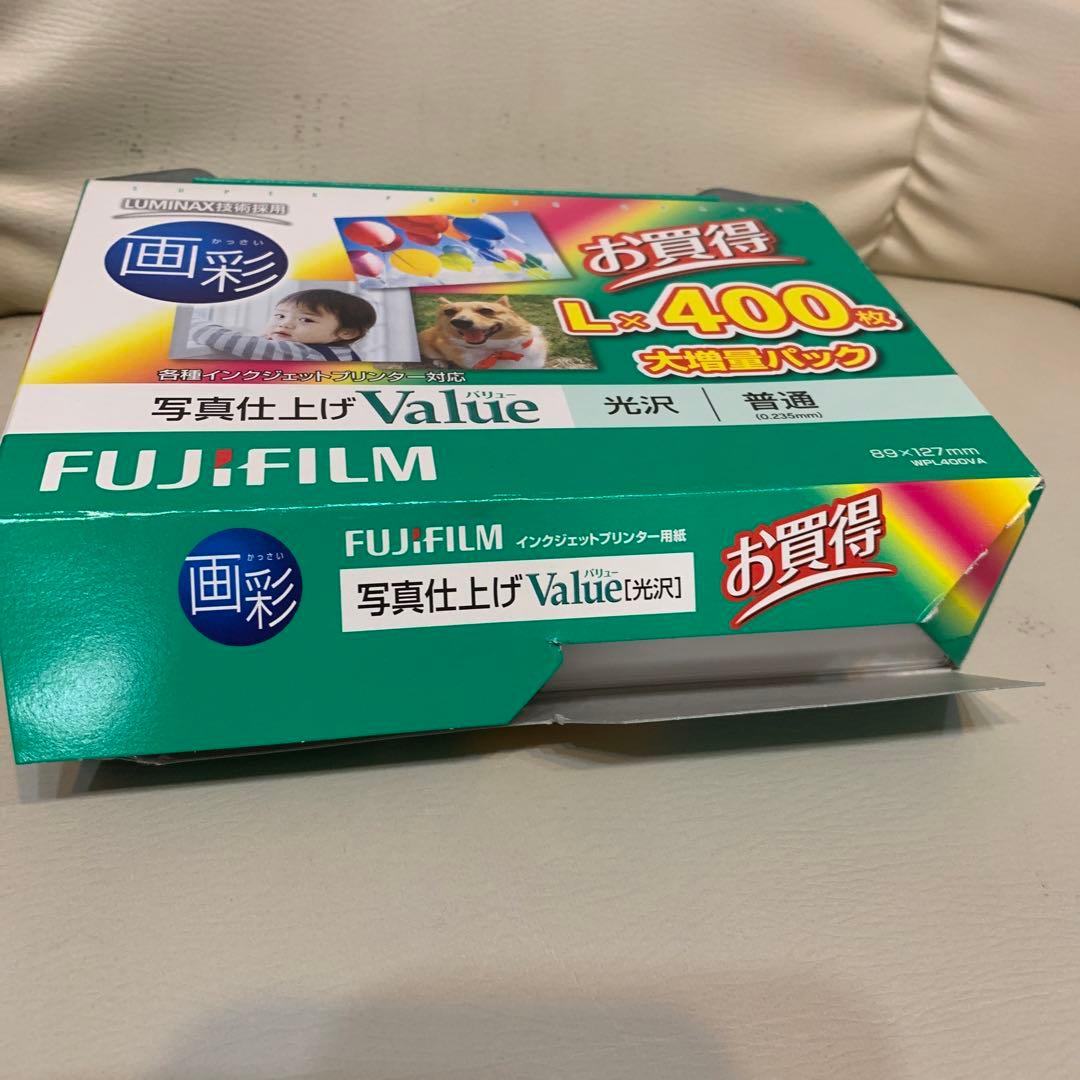 SUPER PHOTO GLOSS
LUMINAX技術採用
かっさい
画彩
お買得
L×400枚
大増量パック
各種インクジェットプリンター対応
バリュー
写真仕上げValue
光沢
普通
(0.235mm)
FUJIFILM
89×127mm
WPL400VA
かっさい
画彩
FUJIFILM インクジェットプリンター用紙
バリュー
写真仕上げValue[光沢]
お買得